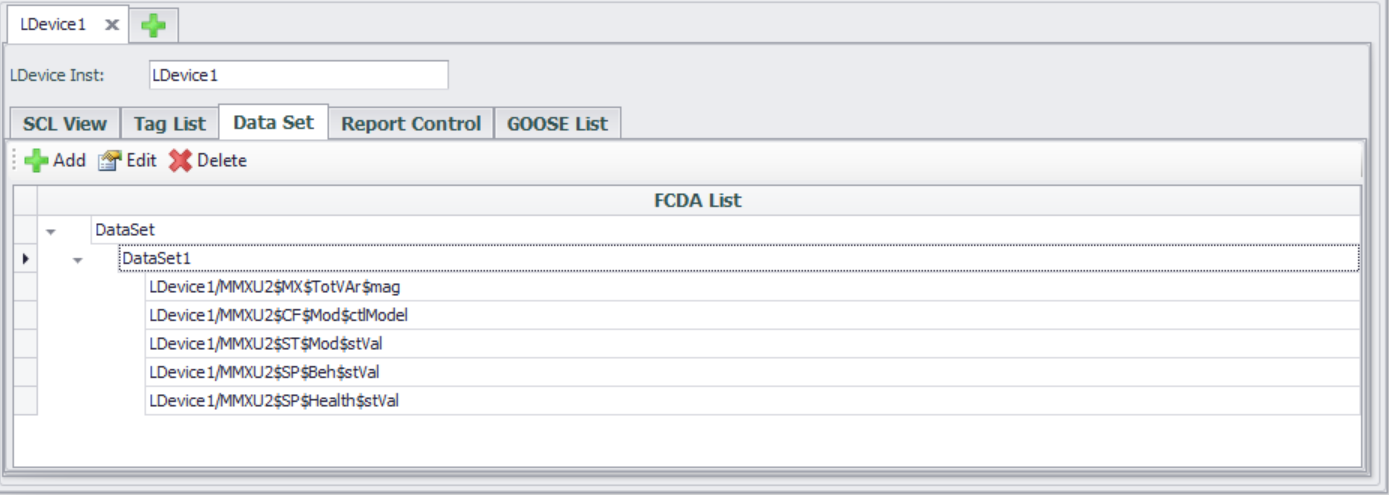 LDevice1
LDevice Inst: LDevice1
SCL View Tag List Data Set Report Control GOOSE List
Add Edit Delete
FCDA List
DataSet
DataSet1
LDevice1/MMXU2$MX$TotVAr$mag
LDevice1/MMXU2$CF$Mod$ctlModel
LDevice1/MMXU2$ST$Mod$stVal
LDevice1/MMXU2$SP$Beh$stVal
LDevice1/MMXU2$SP$Health$stVal